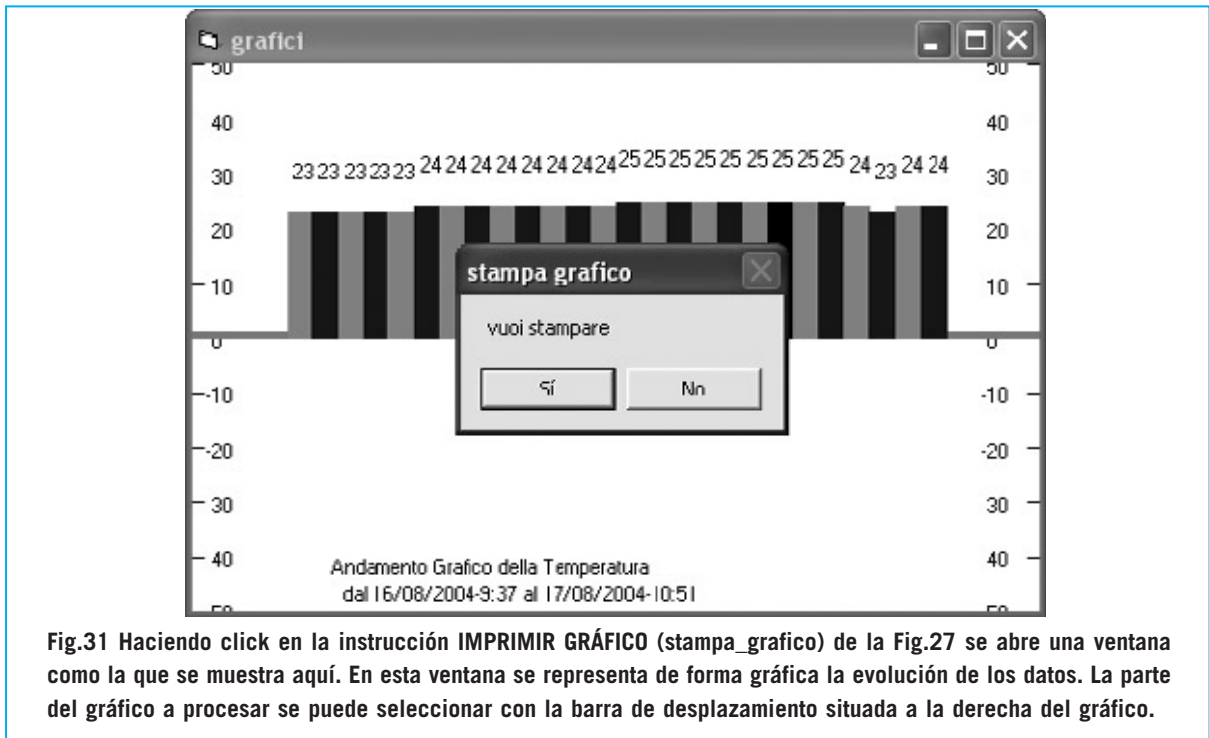 grafici
50 50
40 40
23 23 23 23 23 24 24 24 24 24 24 24 24 25 25 25 25 25 25 25 25 25 24 23 24 24
30 30
20 20
10 10
stampa grafico
vuoi stampare
Sí No
0 0
-10 -10
-20 -20
30 30
40 40
Andamento Grafico della Temperatura
dal 16/08/2004-9:37 al 17/08/2004-10:51
50 50
Fig.31 Haciendo click en la instrucción IMPRIMIR GRÁFICO (stampa_grafico) de la Fig.27 se abre una ventana
como la que se muestra aquí. En esta ventana se representa de forma gráfica la evolución de los datos. La parte
del gráfico a procesar se puede seleccionar con la barra de desplazamiento situada a la derecha del gráfico.